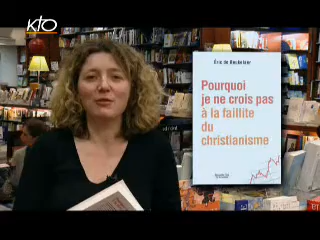 KTO
Éric de Beukelaer
Pourquoi
je ne crois pas
à la faillite
du
christianisme